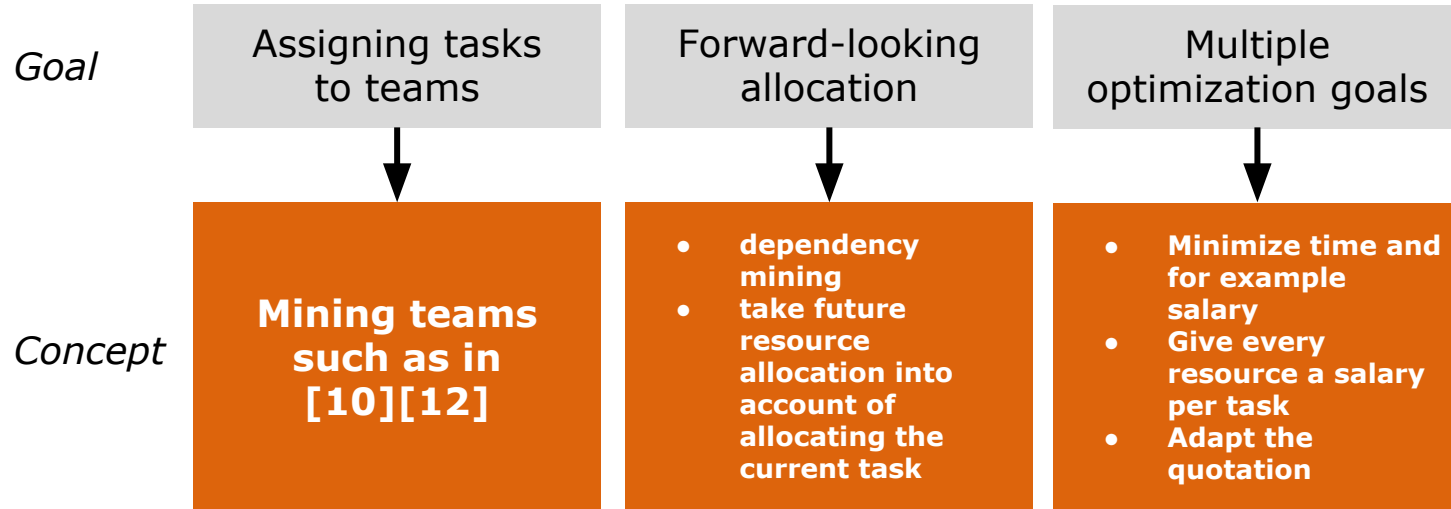 Goal
Assigning tasks
to teams
Forward-looking
allocation
Multiple
optimization goals
Concept
Mining teams
such as in
[10][12]
● dependency
mining
● take future
resource
allocation into
account of
allocating the
current task
● Minimize time and
for example
salary
● Give every
resource a salary
per task
● Adapt the
quotation